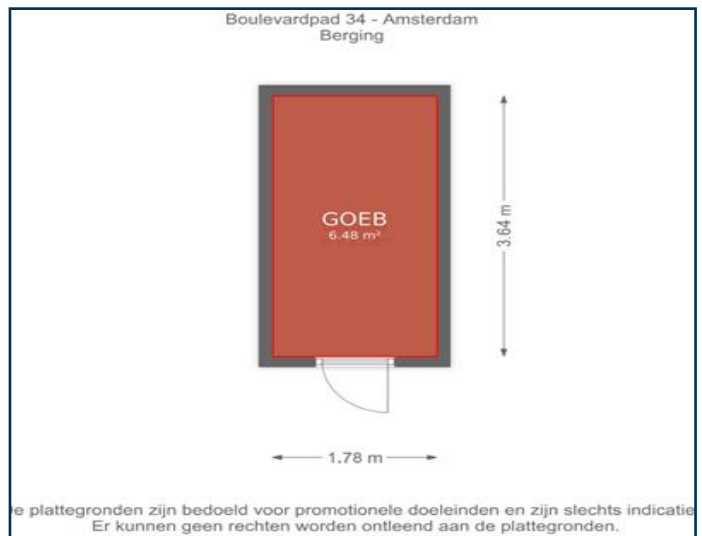 Boulevardpad 34 - Amsterdam
Berging
GOEB
6.48 m²
3.64 m
1.78 m
e plattegronden zijn bedoeld voor promotionele doeleinden en zijn slechts indicatie
Er kunnen geen rechten worden ontleend aan de plattegronden.